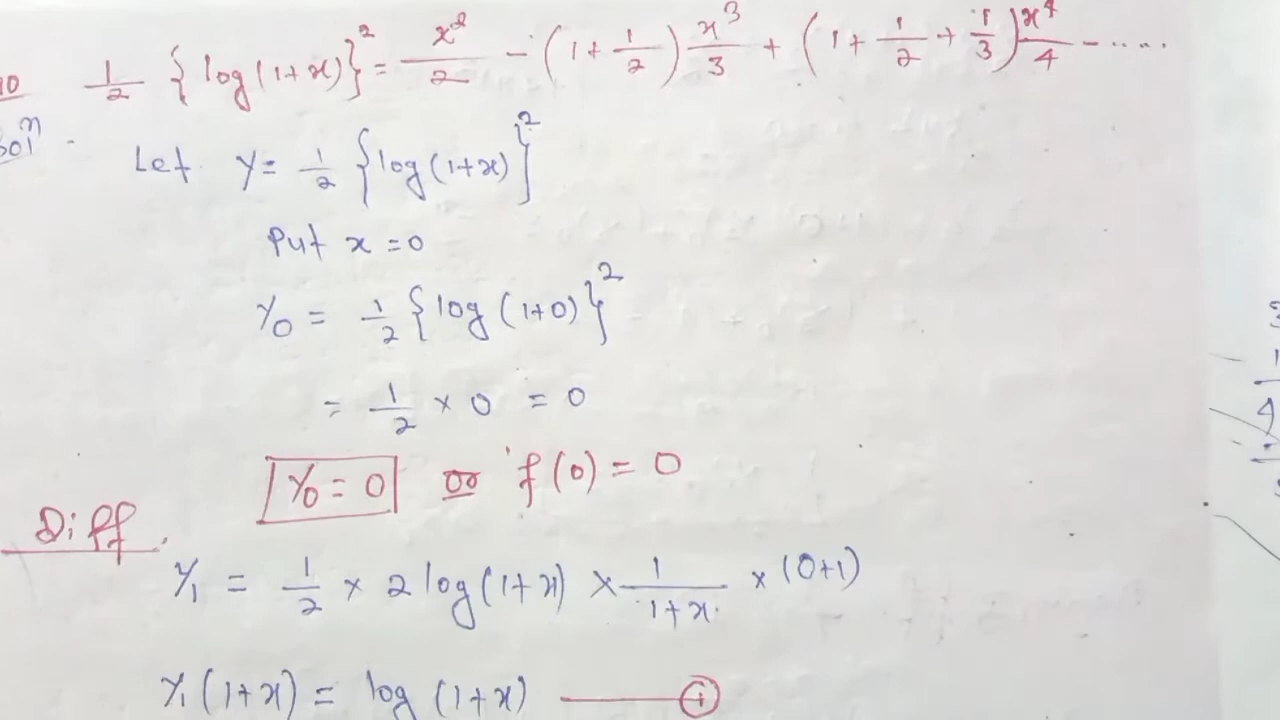 10 1/2 {log(1+x)}² = x²/2 - (1 + 1/2) x³/3 + (1 + 1/2 + 1/3) x⁴/4 - .....
Solⁿ -
Let y = 1/2 {log(1+x)}²
Put x = 0
y₀ = 1/2 {log(1+0)}²
= 1/2 × 0 = 0
y₀ = 0 or f(0) = 0
Diff.
y₁ = 1/2 × 2 log(1+x) × 1/(1+x) × (0+1)
y₁(1+x) = log(1+x) —— ①